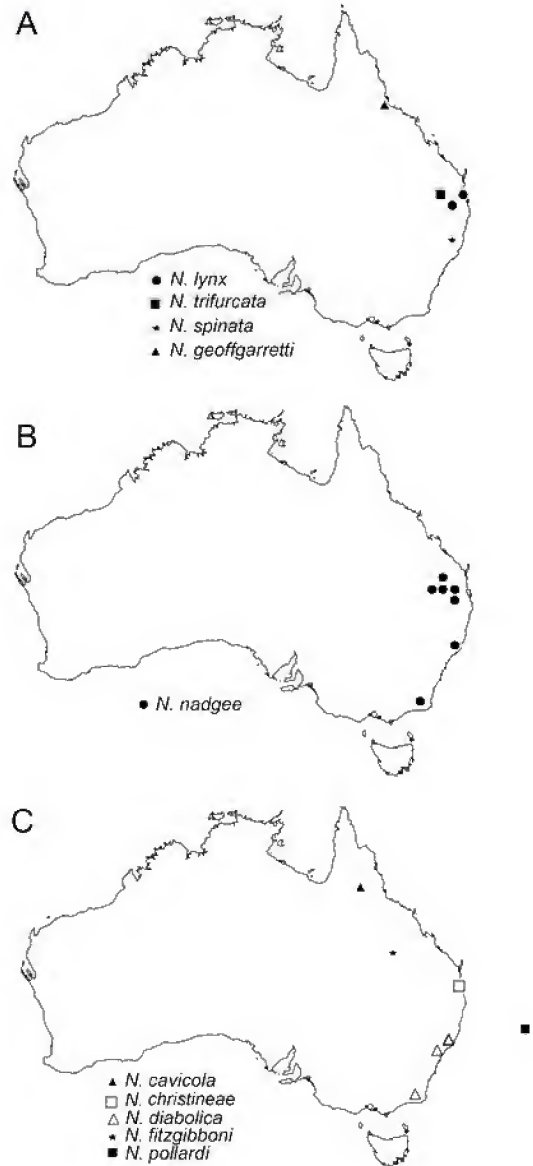 A
N. lynx
N. trifurcata
N. spinata
N. geoffgarretti
B
N. nadgee
C
N. cavicola
N. christineae
N. diabolica
N. fitzgibboni
N. pollardi